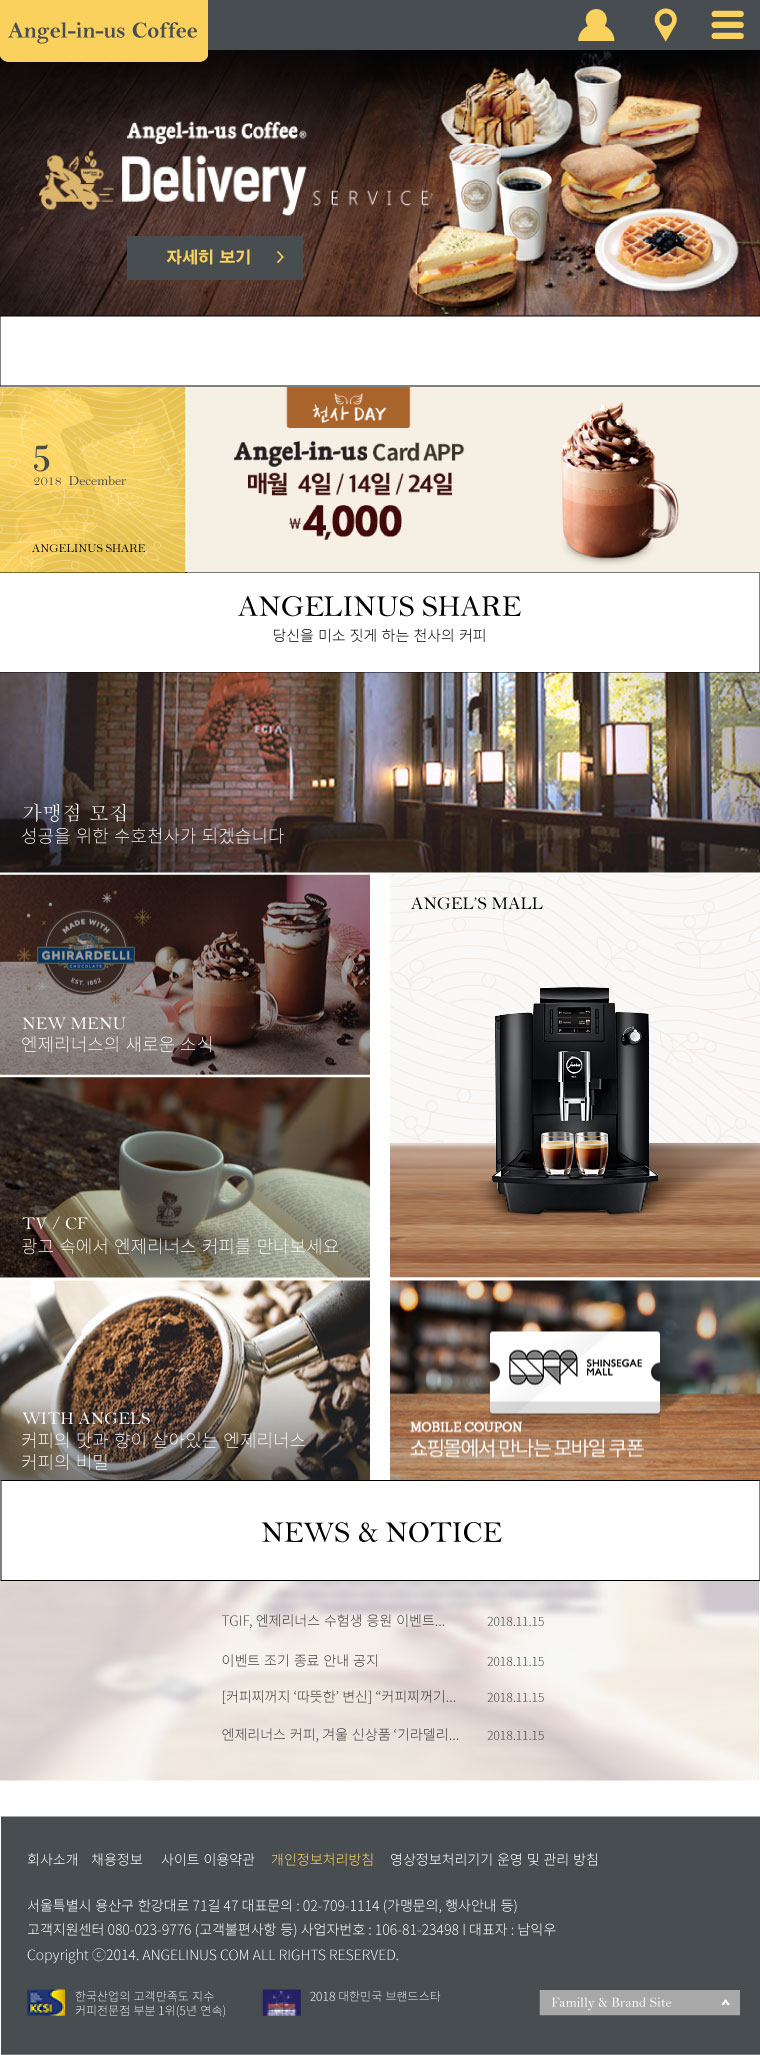 Angel-in-us Coffee
Angel-in-us Coffee®
Delivery SERVICE
자세히 보기
천사 DAY
Angel-in-us Card APP
매월 4일 / 14일 / 24일
₩4,000
5
2018 December
ANGELINUS SHARE
ANGELINUS SHARE
당신을 미소 짓게 하는 천사의 커피
가맹점 모집
성공을 위한 수호천사가 되겠습니다
MADE WITH
GHIRARDELLI
CHOCOLATE
EST. 1852
NEW MENU
엔제리너스의 새로운 소식
ANGEL'S MALL
jura
TV / CF
광고 속에서 엔제리너스 커피를 만나보세요
WITH ANGELS
커피의 맛과 향이 살아있는 엔제리너스
커피의 비밀
SHINSEGAE
MALL
MOBILE COUPON
쇼핑몰에서 만나는 모바일 쿠폰
NEWS & NOTICE
TGIF, 엔제리너스 수험생 응원 이벤트... 2018.11.15
이벤트 조기 종료 안내 공지 2018.11.15
[커피찌꺼지 ‘따뜻한’ 변신] “커피찌꺼기... 2018.11.15
엔제리너스 커피, 겨울 신상품 ‘기라델리... 2018.11.15
회사소개 채용정보 사이트 이용약관 개인정보처리방침 영상정보처리기기 운영 및 관리 방침
서울특별시 용산구 한강대로 71길 47 대표문의 : 02-709-1114 (가맹문의, 행사안내 등)
고객지원센터 080-023-9776 (고객불편사항 등) 사업자번호 : 106-81-23498 l 대표자 : 남익우
Copyright ⓒ2014. ANGELINUS COM ALL RIGHTS RESERVED.
KCSI
한국산업의 고객만족도 지수
커피전문점 부분 1위(5년 연속)
2018 대한민국 브랜드스타
Familly & Brand Site